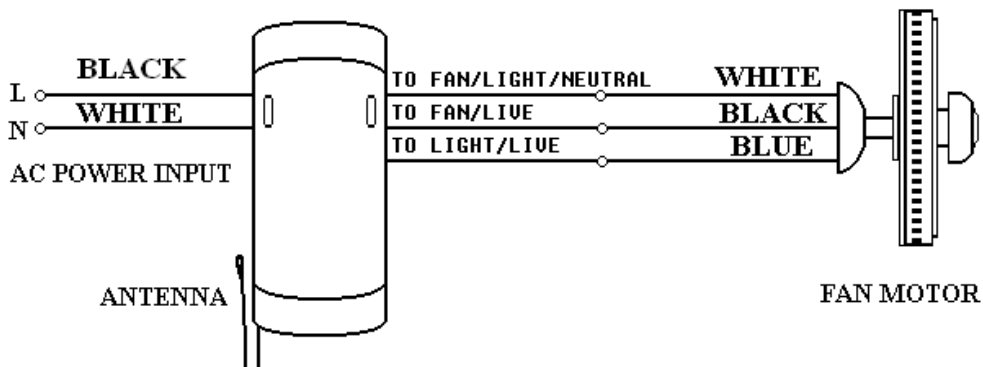 L BLACK
N WHITE
AC POWER INPUT
ANTENNA
TO FAN/LIGHT/NEUTRAL WHITE
TO FAN/LIVE BLACK
TO LIGHT/LIVE BLUE
FAN MOTOR